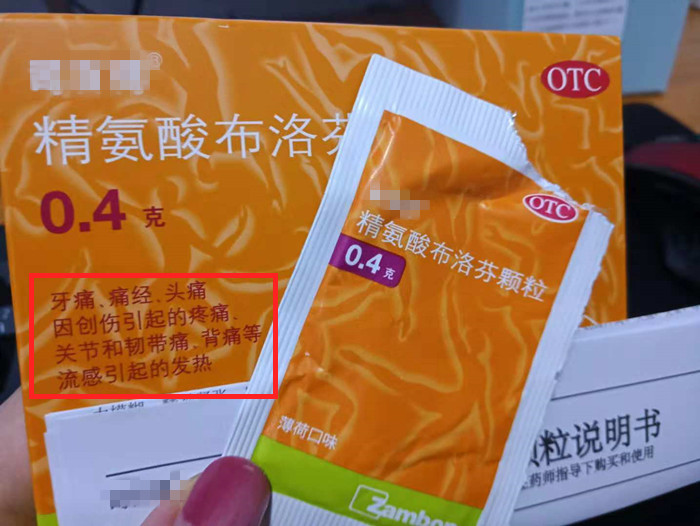 OTC
精氨酸布洛芬
0.4 克
牙痛、痛经、头痛
因创伤引起的疼痛、
关节和韧带痛、背痛等
流感引起的发热
OTC
精氨酸布洛芬颗粒
0.4 克
薄荷口味
Zambon
颗粒说明书
药师指导下购买和使用